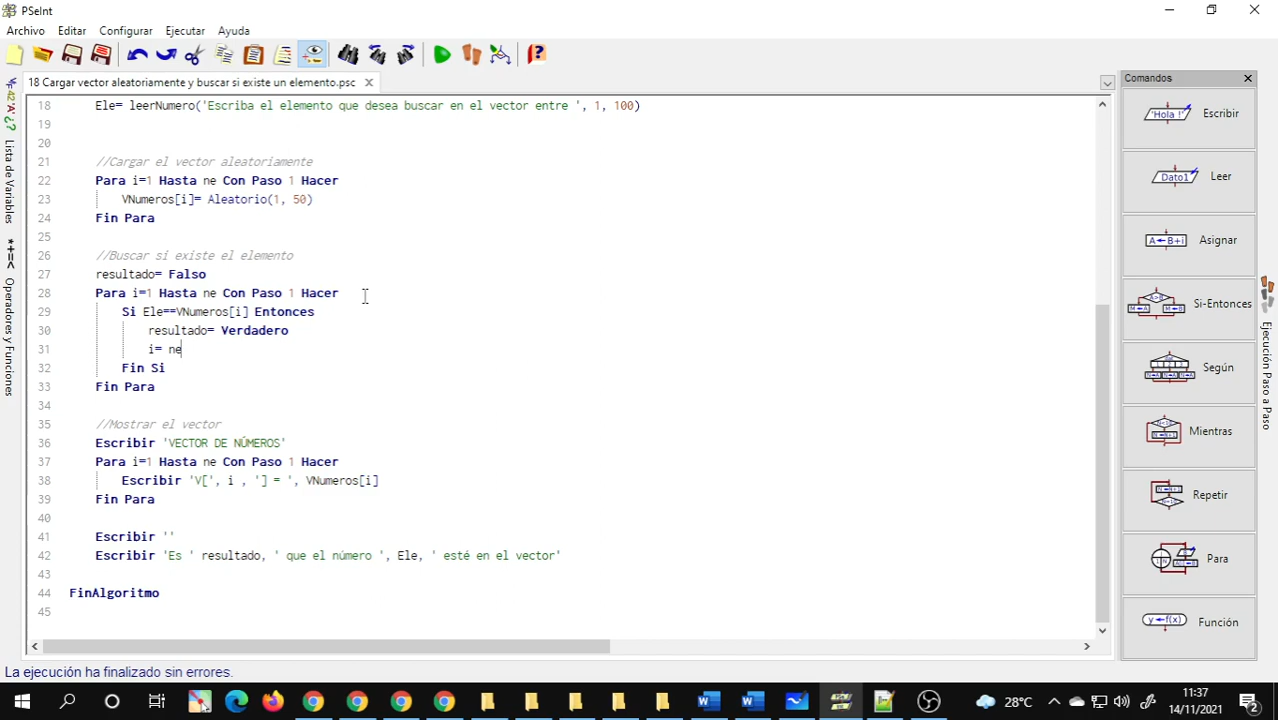 PSeInt
Archivo Editar Configurar Ejecutar Ayuda
18 Cargar vector aleatoriamente y buscar si existe un elemento.psc
Lista de Variables
Operadores y Funciones
18 Ele= leerNumero('Escriba el elemento que desea buscar en el vector entre ', 1, 100)
19
20
21 //Cargar el vector aleatoriamente
22 Para i=1 Hasta ne Con Paso 1 Hacer
23 VNumeros[i]= Aleatorio(1, 50)
24 Fin Para
25
26 //Buscar si existe el elemento
27 resultado= Falso
28 Para i=1 Hasta ne Con Paso 1 Hacer
29 Si Ele==VNumeros[i] Entonces
30 resultado= Verdadero
31 i= ne
32 Fin Si
33 Fin Para
34
35 //Mostrar el vector
36 Escribir 'VECTOR DE NÚMEROS'
37 Para i=1 Hasta ne Con Paso 1 Hacer
38 Escribir 'V[', i , '] = ', VNumeros[i]
39 Fin Para
40
41 Escribir ''
42 Escribir 'Es ' resultado, ' que el número ', Ele, ' esté en el vector'
43
44 FinAlgoritmo
45
Comandos
'Hola !' Escribir
Dato1 Leer
A←B+i Asignar
Si-Entonces
Según
Mientras
Repetir
Para
y←f(x) Función
Ejecución Paso a Paso
La ejecución ha finalizado sin errores.
28°C
11:37
14/11/2021
2